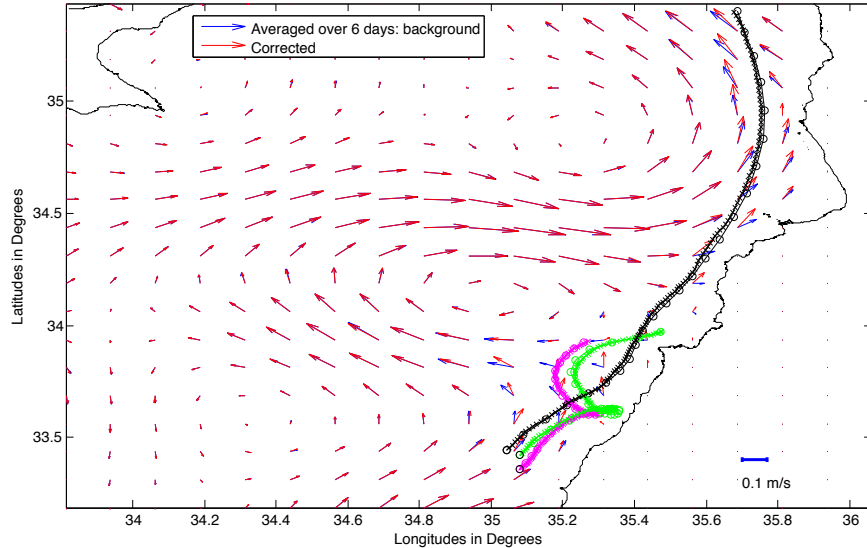 Averaged over 6 days: background
Corrected
35
34.5
34
33.5
Latitudes in Degrees
0.1 m/s
34 34.2 34.4 34.6 34.8 35 35.2 35.4 35.6 35.8 36
Longitudes in Degrees